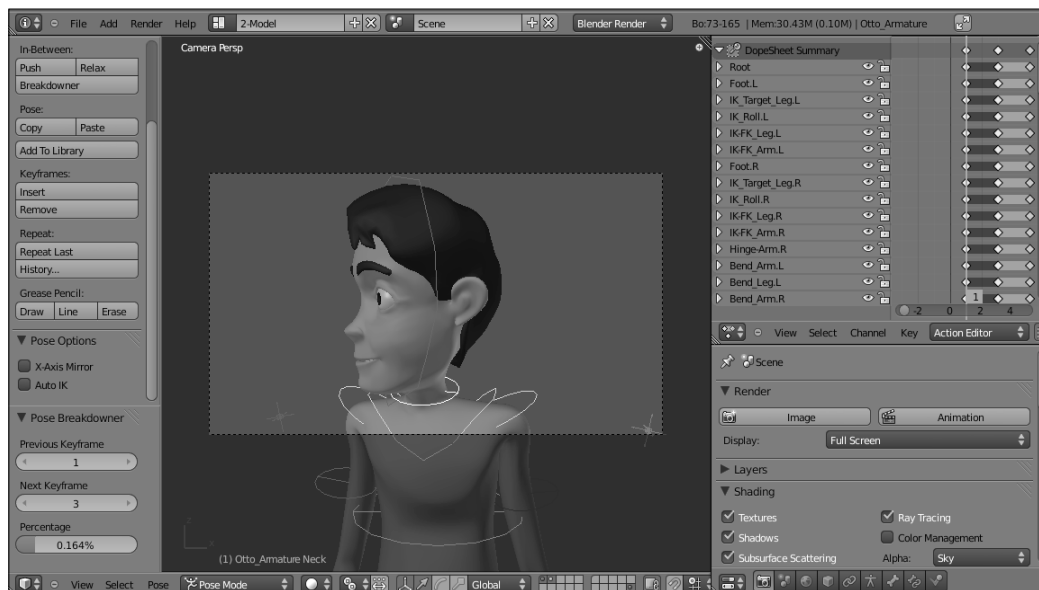 File Add Render Help 2-Model Scene Blender Render Bo:73-165 | Mem:30.43M (0.10M) | Otto_Armature
In-Between:
Push Relax
Breakdowner
Pose:
Copy Paste
Add To Library
Keyframes:
Insert
Remove
Repeat:
Repeat Last
History...
Grease Pencil:
Draw Line Erase
Pose Options
X-Axis Mirror
Auto IK
Pose Breakdowner
Previous Keyframe
1
Next Keyframe
3
Percentage
0.164%
Camera Persp
(1) Otto_Armature Neck
View Select Pose Pose Mode Global
DopeSheet Summary
Root
Foot.L
IK_Target_Leg.L
IK_Roll.L
IK-FK_Leg.L
IK-FK_Arm.L
Foot.R
IK_Target_Leg.R
IK_Roll.R
IK-FK_Leg.R
IK-FK_Arm.R
Hinge-Arm.R
Bend_Arm.L
Bend_Leg.L
Bend_Arm.R 1
-2 0 2 4
View Select Channel Key Action Editor
Scene
Render
Image Animation
Display: Full Screen
Layers
Shading
Textures Ray Tracing
Shadows Color Management
Subsurface Scattering Alpha: Sky